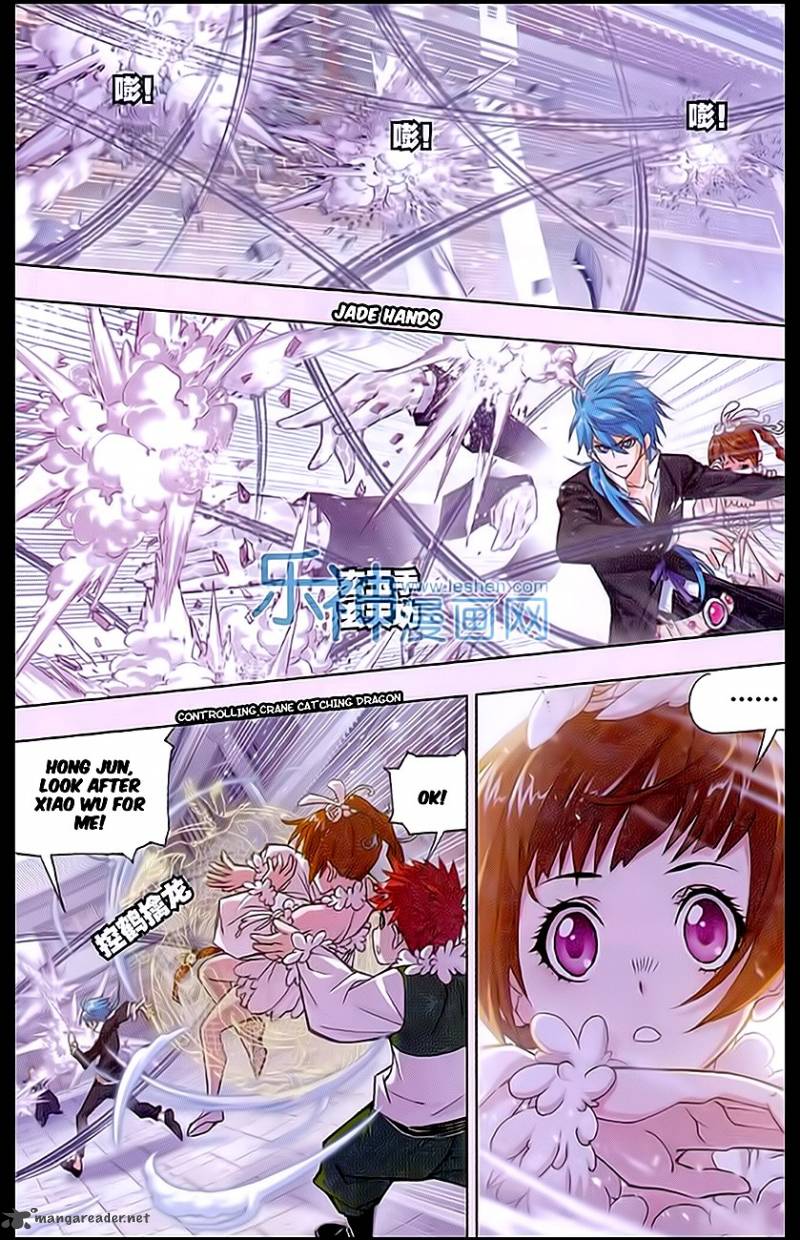 嘭!
嘭!
嘭!
JADE HANDS
乐神漫画网
www.leshan.com
CONTROLLING CRANE CATCHING DRAGON
HONG JUN,
LOOK AFTER
XIAO WU FOR
ME!
OK!
控鹤擒龙
......
mangareader.net